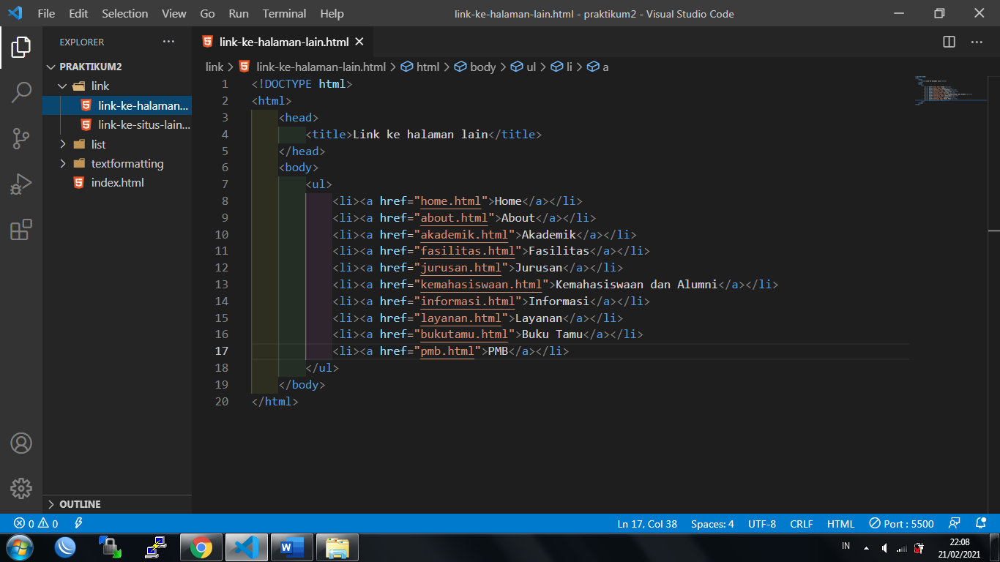 File Edit Selection View Go Run Terminal Help link-ke-halaman-lain.html - praktikum2 - Visual Studio Code
EXPLORER ···
PRAKTIKUM2
link
link-ke-halaman...
link-ke-situs-lain...
list
textformatting
index.html
OUTLINE
link-ke-halaman-lain.html
link > link-ke-halaman-lain.html > html > body > ul > li > a
1 <!DOCTYPE html>
2 <html>
3 <head>
4 <title>Link ke halaman lain</title>
5 </head>
6 <body>
7 <ul>
8 <li><a href="home.html">Home</a></li>
9 <li><a href="about.html">About</a></li>
10 <li><a href="akademik.html">Akademik</a></li>
11 <li><a href="fasilitas.html">Fasilitas</a></li>
12 <li><a href="jurusan.html">Jurusan</a></li>
13 <li><a href="kemahasiswaan.html">Kemahasiswaan dan Alumni</a></li>
14 <li><a href="informasi.html">Informasi</a></li>
15 <li><a href="layanan.html">Layanan</a></li>
16 <li><a href="bukutamu.html">Buku Tamu</a></li>
17 <li><a href="pmb.html">PMB</a></li>
18 </ul>
19 </body>
20 </html>
0 0 Ln 17, Col 38 Spaces: 4 UTF-8 CRLF HTML Port : 5500
IN 22:08
21/02/2021